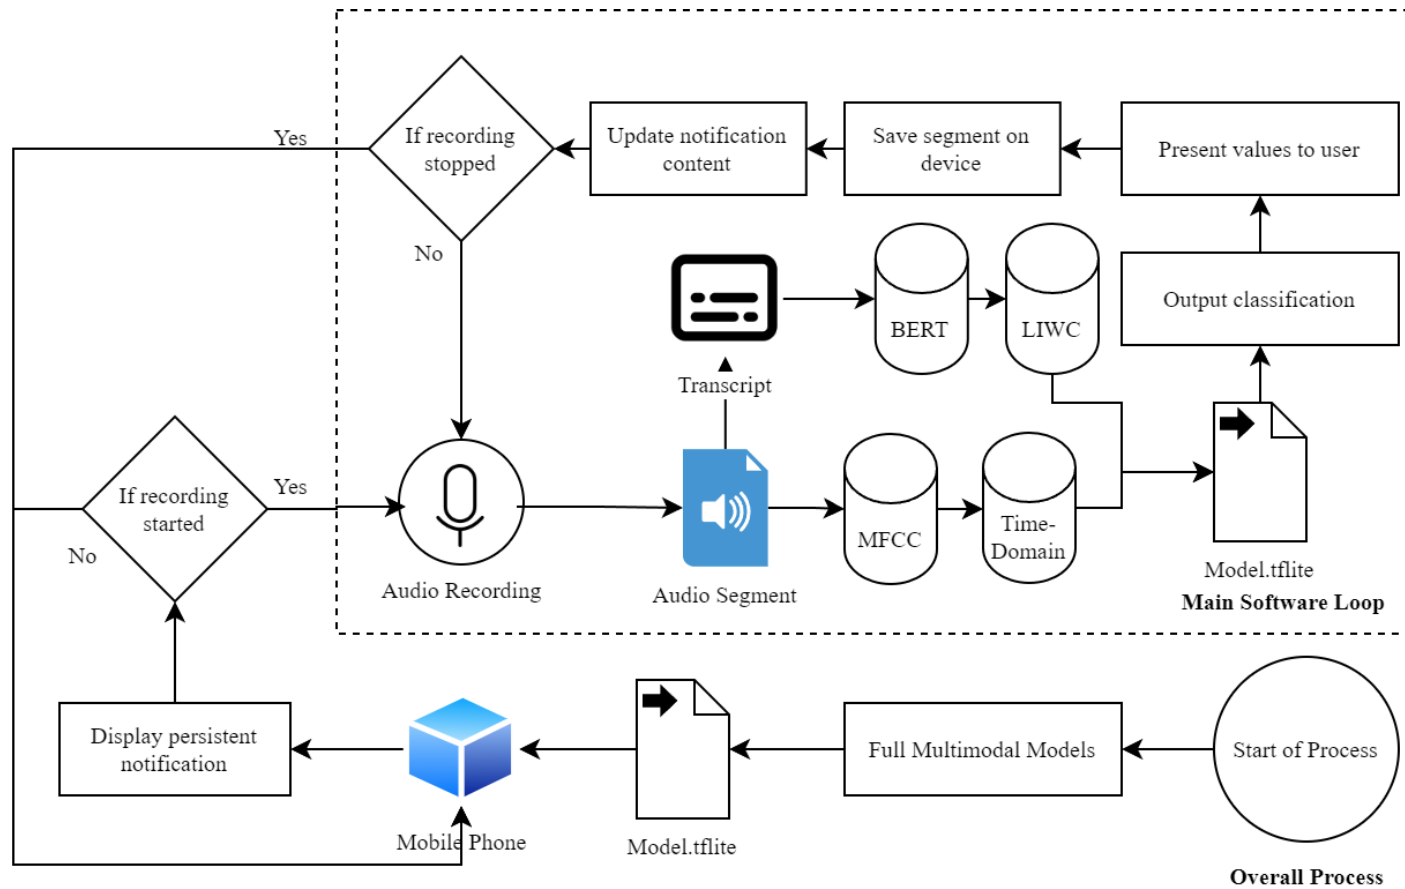 Yes
If recording
stopped
Update notification
content
Save segment on
device
Present values to user
No
BERT
LIWC
Output classification
Transcript
If recording
started
Yes
No
MFCC
Time-
Domain
Audio Recording
Audio Segment
Model.tflite
Main Software Loop
Display persistent
notification
Full Multimodal Models
Start of Process
Mobile Phone
Model.tflite
Overall Process